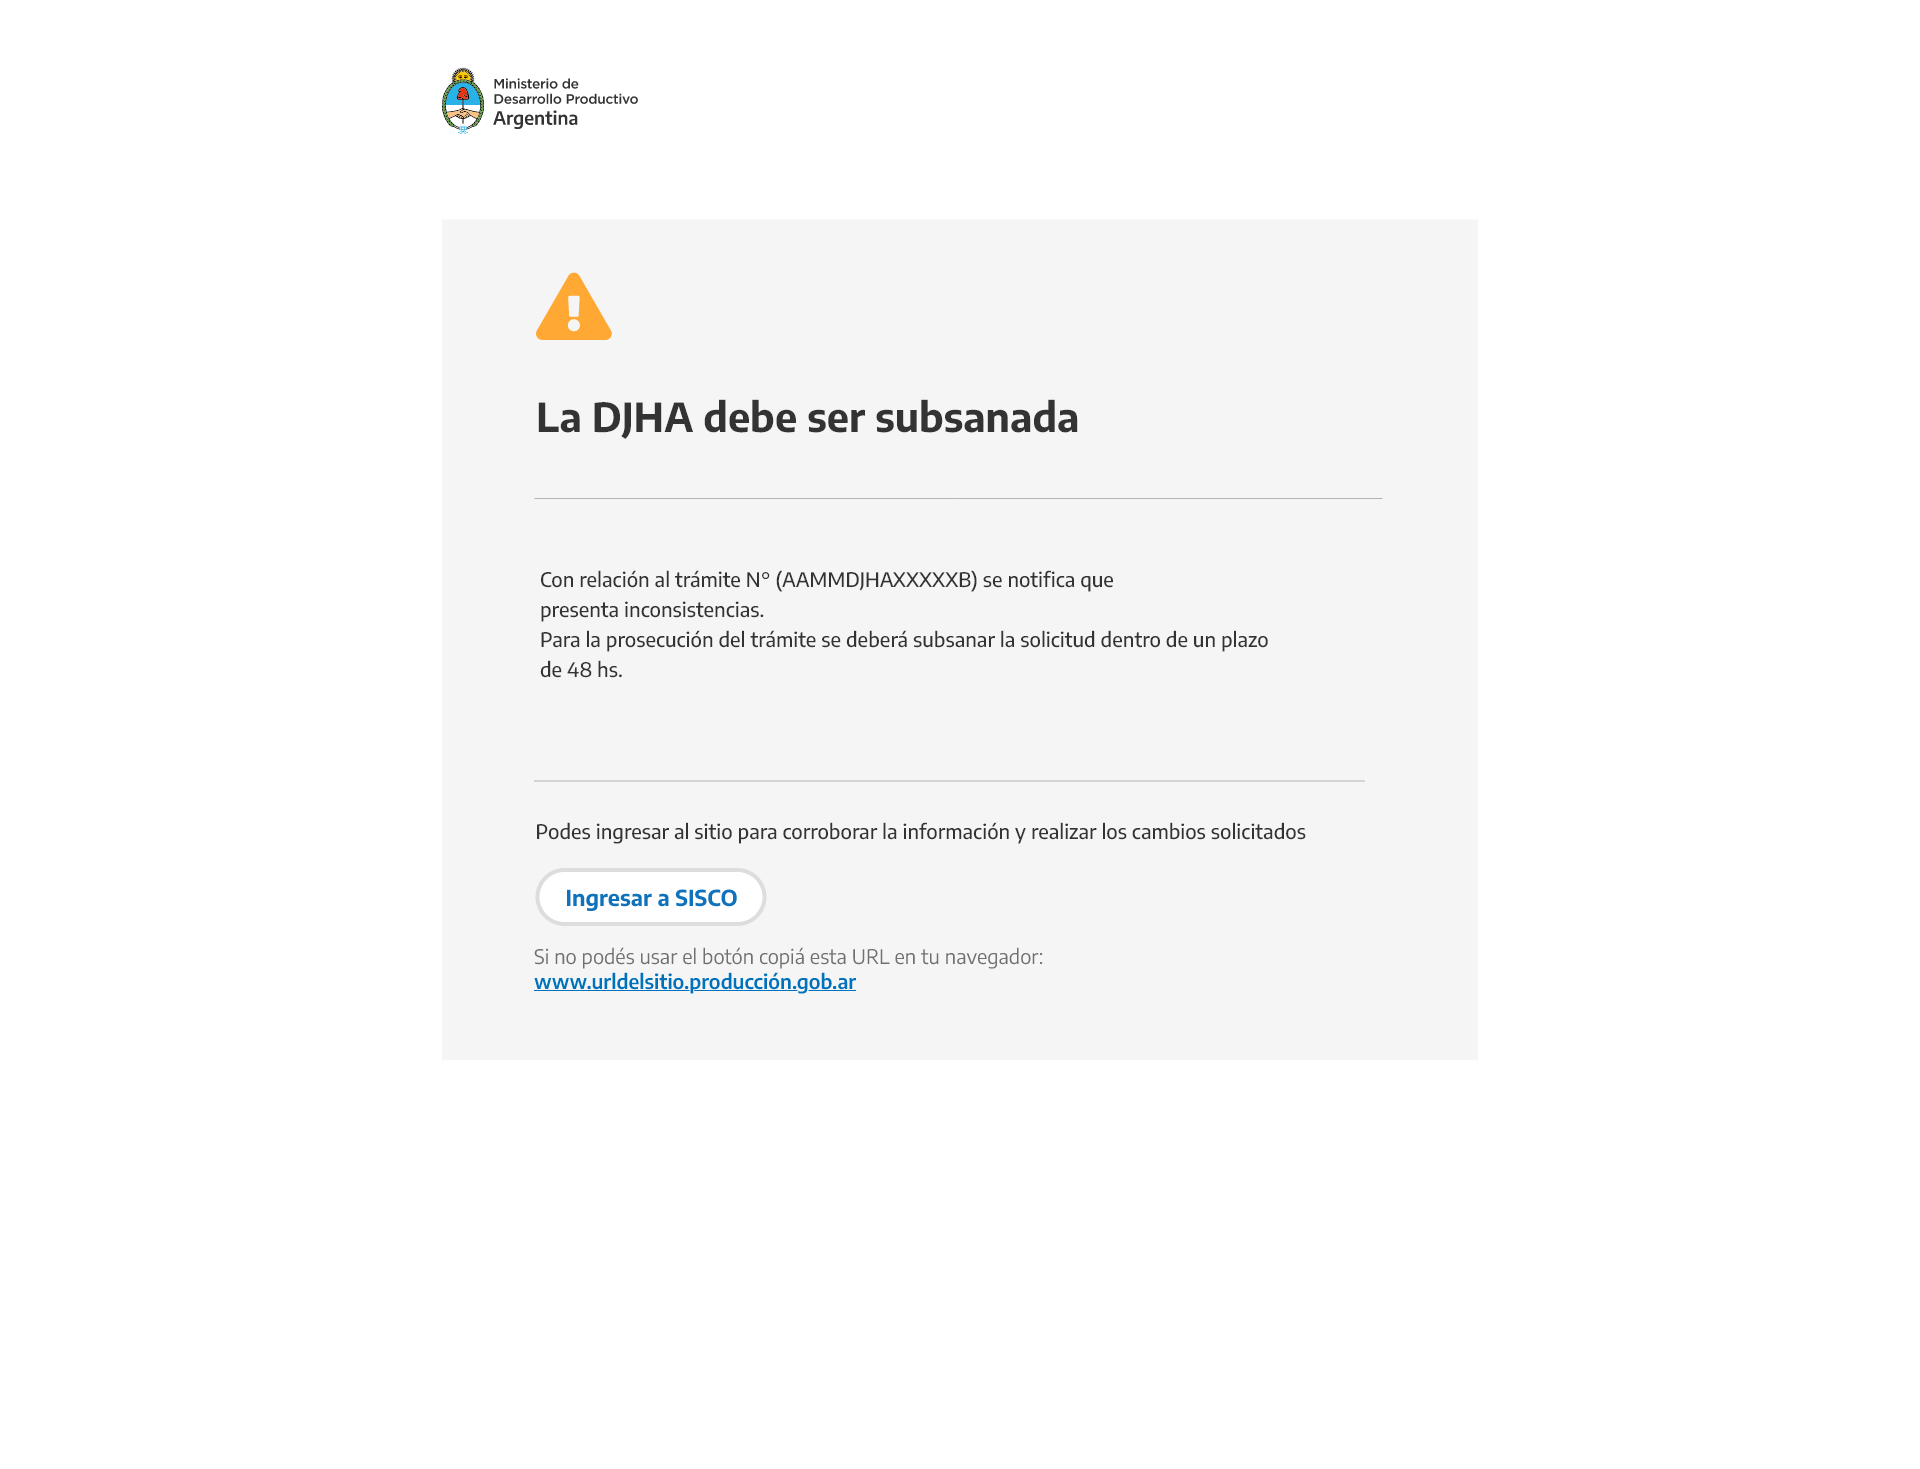 Ministerio de
Desarrollo Productivo
Argentina
La DJHA debe ser subsanada
Con relación al trámite N° (AAMMDJHAXXXXXB) se notifica que
presenta inconsistencias.
Para la prosecución del trámite se deberá subsanar la solicitud dentro de un plazo
de 48 hs.
Podes ingresar al sitio para corroborar la información y realizar los cambios solicitados
Ingresar a SISCO
Si no podés usar el botón copiá esta URL en tu navegador:
www.urldelsitio.producción.gob.ar